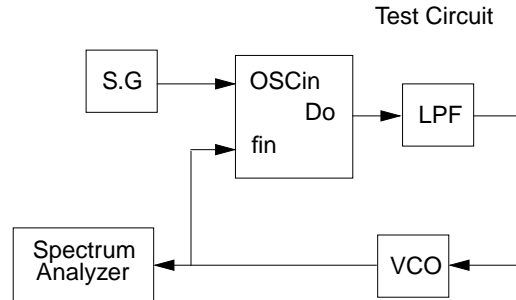 Test Circuit
S.G
OSCin
Do
LPF
fin
Spectrum
Analyzer
VCO